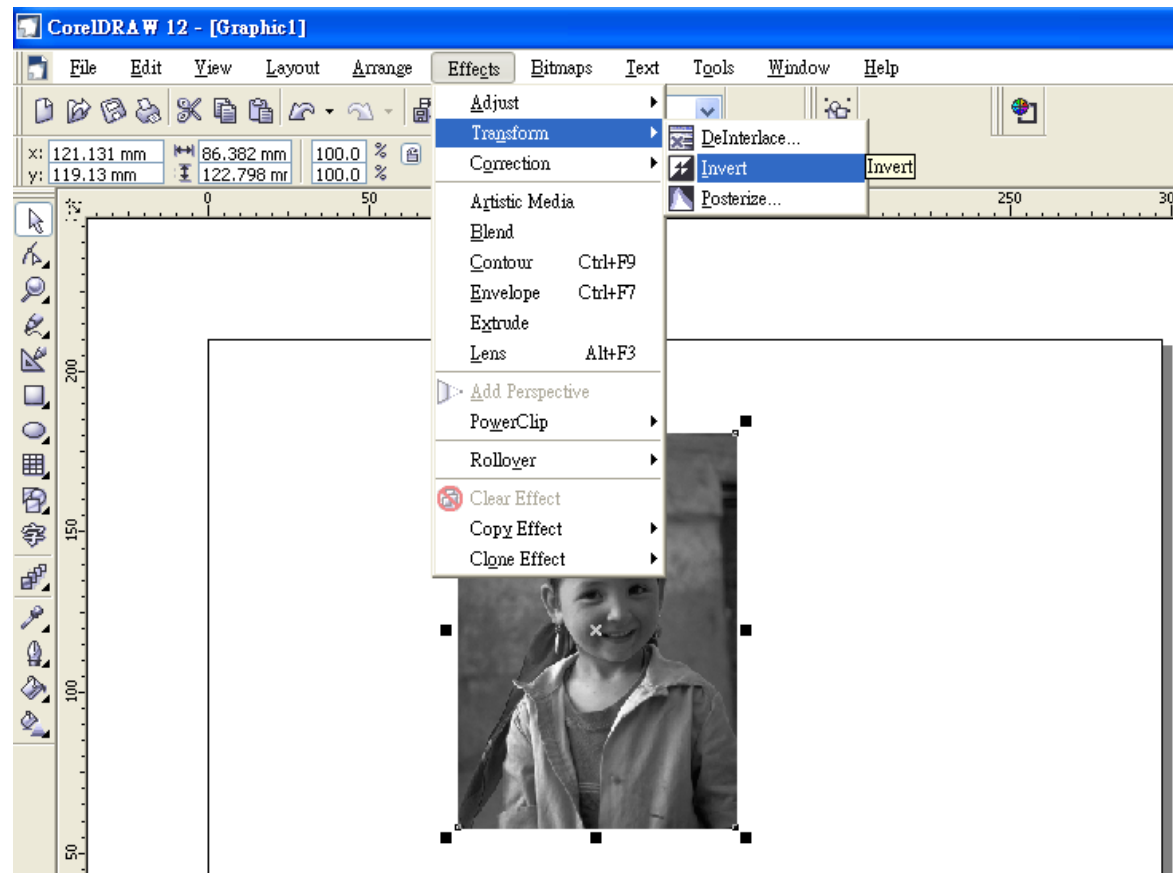 CorelDRAW 12 - [Graphic1]
File Edit View Layout Arrange Effects Bitmaps Text Tools Window Help
x: 121.131 mm 86.382 mm 100.0 %
y: 119.13 mm 122.798 mr 100.0 %
Adjust
Transform
Correction
Artistic Media
Blend
Contour Ctrl+F9
Envelope Ctrl+F7
Extrude
Lens Alt+F3
Add Perspective
PowerClip
Rollover
Clear Effect
Copy Effect
Clone Effect
DeInterlace...
Invert Invert
Posterize...
0 50 250 30
200
150
100
50
字